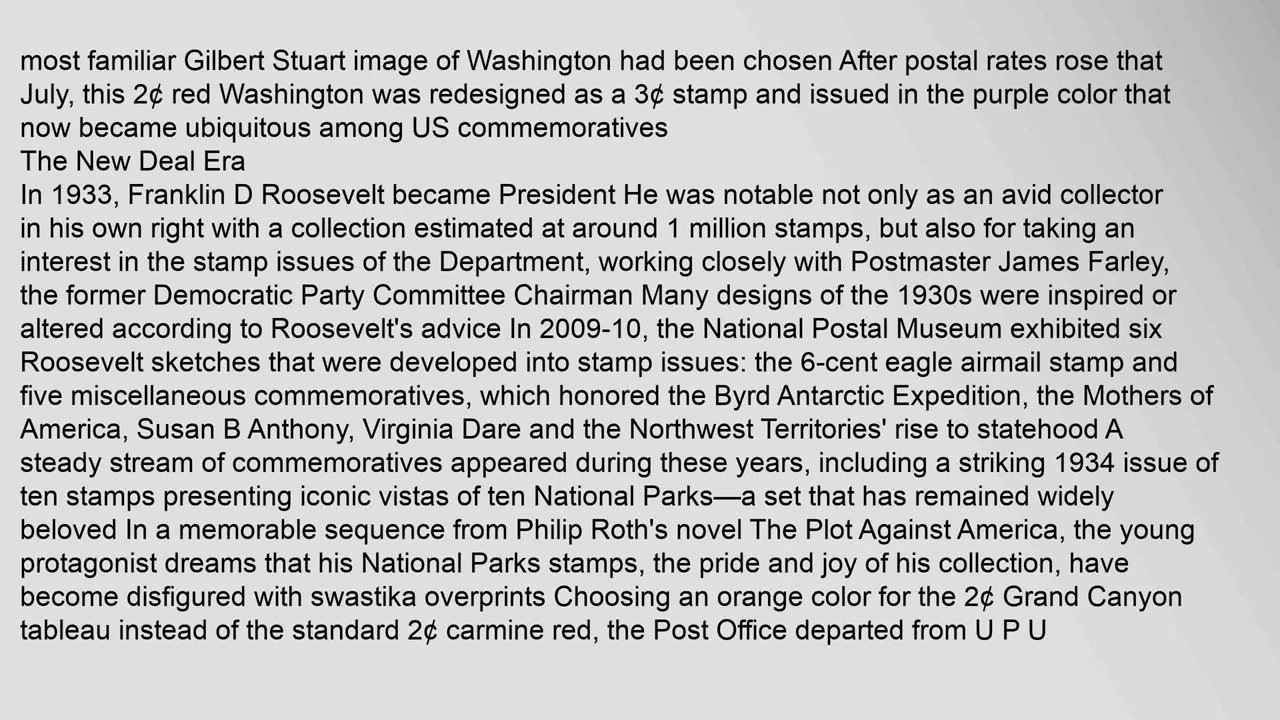 most familiar Gilbert Stuart image of Washington had been chosen After postal rates rose that
July, this 2¢ red Washington was redesigned as a 3¢ stamp and issued in the purple color that
now became ubiquitous among US commemoratives
The New Deal Era
In 1933, Franklin D Roosevelt became President He was notable not only as an avid collector
in his own right with a collection estimated at around 1 million stamps, but also for taking an
interest in the stamp issues of the Department, working closely with Postmaster James Farley,
the former Democratic Party Committee Chairman Many designs of the 1930s were inspired or
altered according to Roosevelt's advice In 2009-10, the National Postal Museum exhibited six
Roosevelt sketches that were developed into stamp issues: the 6-cent eagle airmail stamp and
five miscellaneous commemoratives, which honored the Byrd Antarctic Expedition, the Mothers of
America, Susan B Anthony, Virginia Dare and the Northwest Territories' rise to statehood A
steady stream of commemoratives appeared during these years, including a striking 1934 issue of
ten stamps presenting iconic vistas of ten National Parks—a set that has remained widely
beloved In a memorable sequence from Philip Roth's novel The Plot Against America, the young
protagonist dreams that his National Parks stamps, the pride and joy of his collection, have
become disfigured with swastika overprints Choosing an orange color for the 2¢ Grand Canyon
tableau instead of the standard 2¢ carmine red, the Post Office departed from U P U